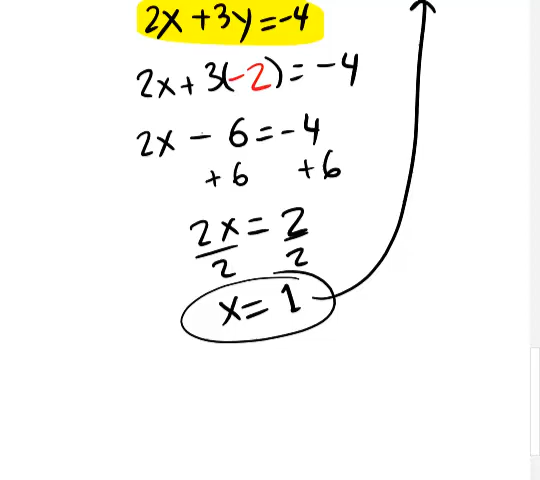 2x + 3y = -4
2x + 3(-2) = -4
2x - 6 = -4
+6 +6
2x = 2
2 2
x = 1